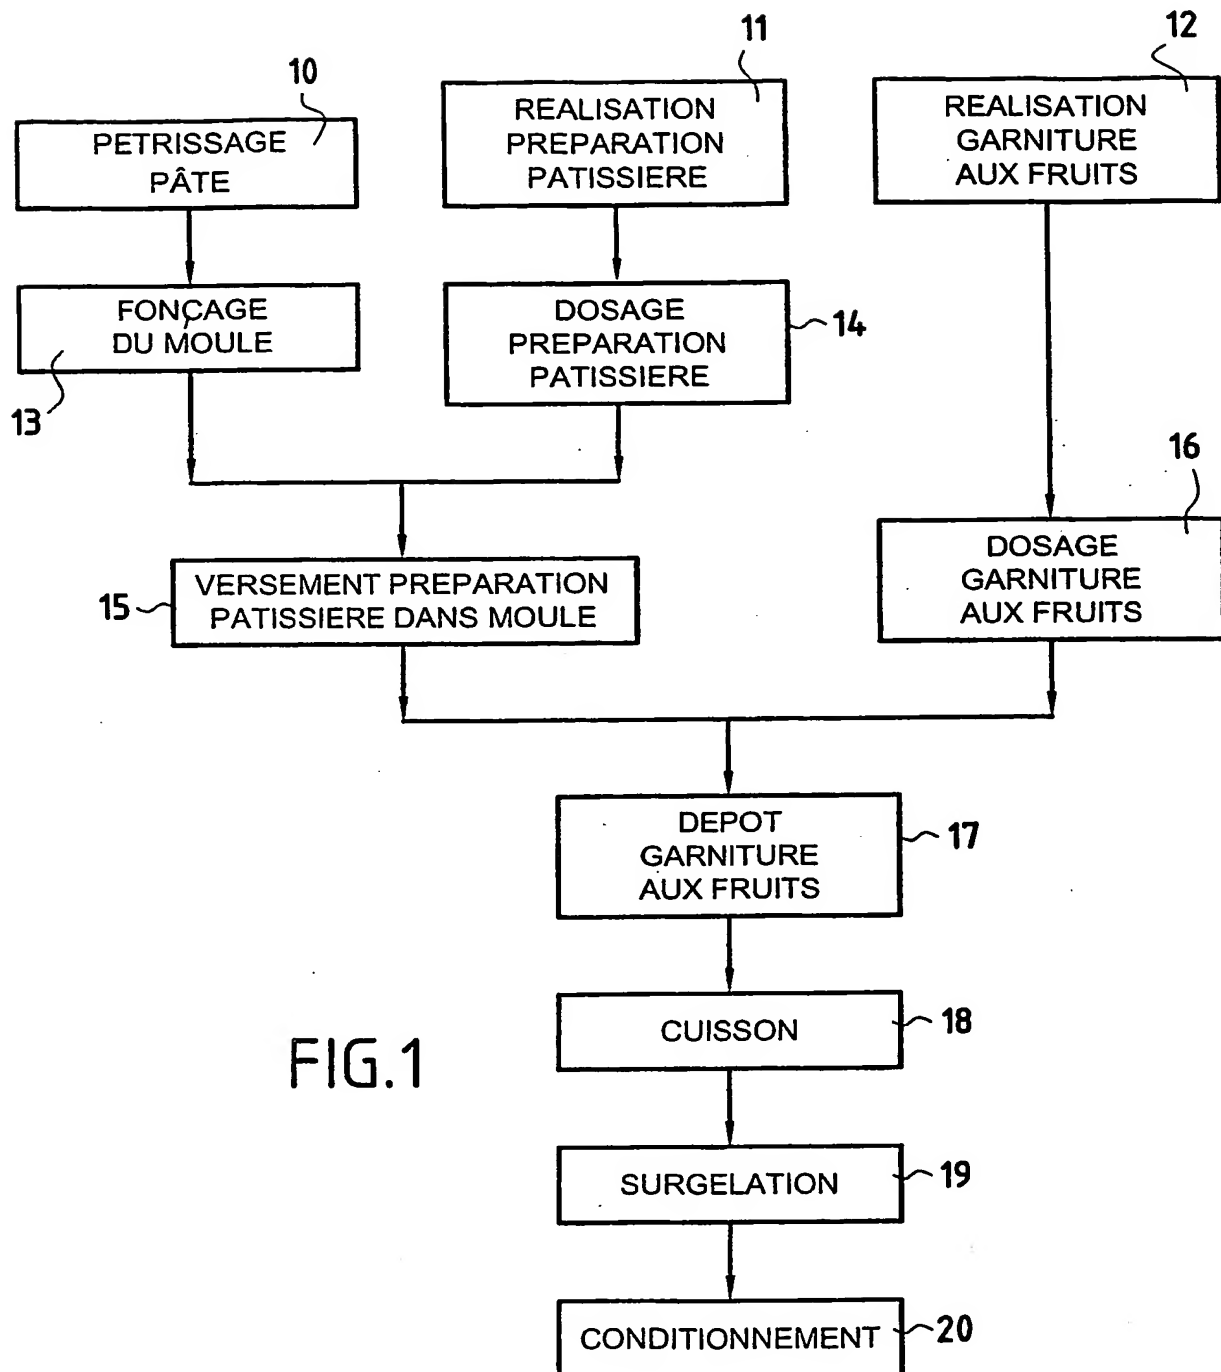 10
PETRISSAGE
PÂTE
11
REALISATION
PREPARATION
PATISSIERE
12
REALISATION
GARNITURE
AUX FRUITS
FONÇAGE
DU MOULE
13
DOSAGE
PREPARATION
PATISSIERE
14
15
VERSEMENT PREPARATION
PATISSIERE DANS MOULE
16
DOSAGE
GARNITURE
AUX FRUITS
DEPOT
GARNITURE
AUX FRUITS
17
CUISSON
18
FIG.1
SURGELATION
19
CONDITIONNEMENT
20